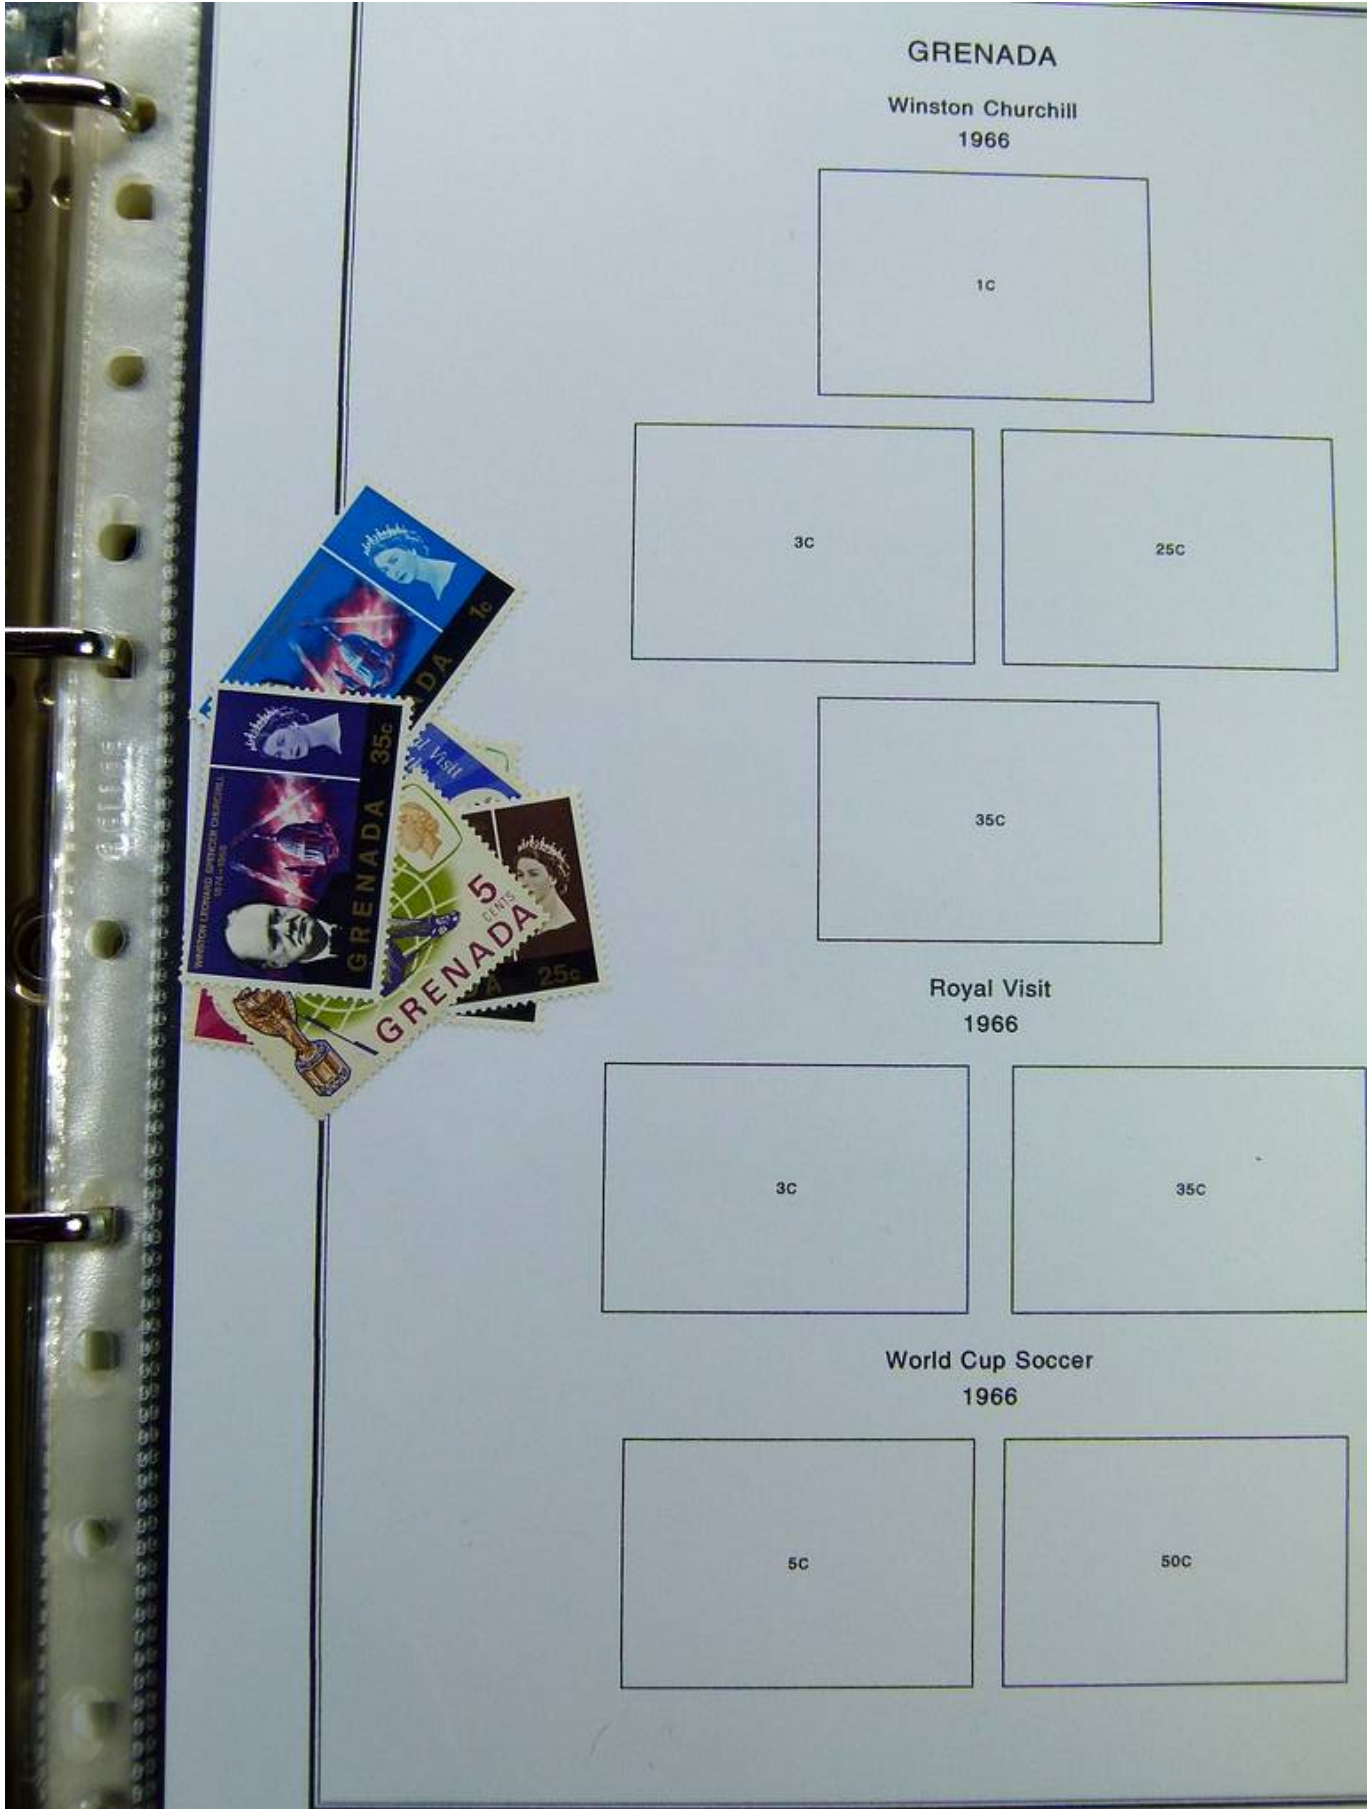 GRENADA
Winston Churchill
1966
1C
3C
25C
35C
Royal Visit
1966
3C
35C
World Cup Soccer
1966
5C
50C
1c
DA
35c
GRENADA
WINSTON LEONARD SPENCER CHURCHILL
1874-1965
Visit
5
CENTS
GRENADA
A 25c